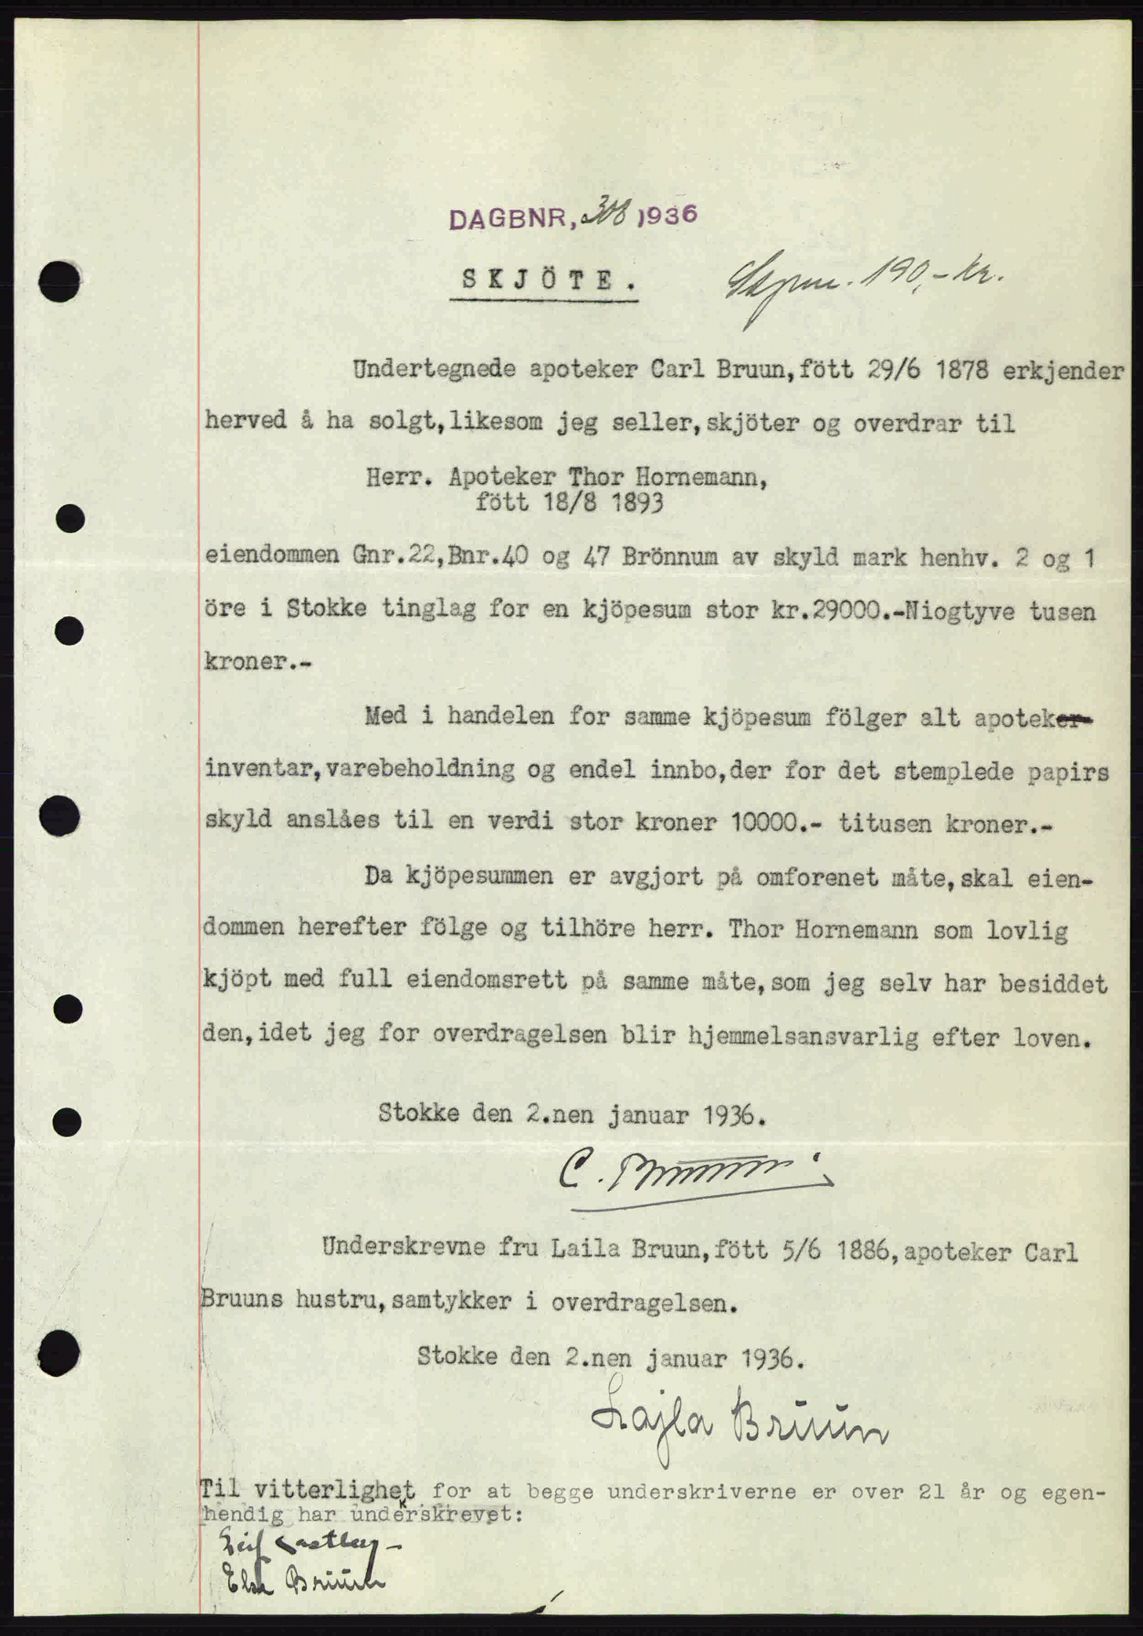 DAGBNR, 308 1936
SKJÖTE. 190,- kr.
Undertegnede apoteker Carl Bruun,fött 29/6 1878 erkjender
herved å ha solgt,likesom jeg seller,skjöter og overdrar til
Herr. Apoteker Thor Hornemann,
fött 18/8 1893
eiendommen Gnr.22,Bnr.40 og 47 Brönnum av skyld mark henhv. 2 og 1
öre i Stokke tinglag for en kjöpesum stor kr.29000.-Niogtyve tusen
kroner.-
Med i handelen for samme kjöpesum fölger alt apoteker-
inventar,varebeholdning og endel innbo,der for det stemplede papirs
skyld anslåes til en verdi stor kroner 10000.- titusen kroner.-
Da kjöpesummen er avgjort på omforenet måte,skal eien-
dommen herefter fölge og tilhöre herr. Thor Hornemann som lovlig
kjöpt med full eiendomsrett på samme måte,som jeg selv har besiddet
den,idet jeg for overdragelsen blir hjemmelsansvarlig efter loven.
Stokke den 2.nen januar 1936.
C. Bruun
Underskrevne fru Laila Bruun,fött 5/6 1886,apoteker Carl
Bruuns hustru,samtykker i overdragelsen.
Stokke den 2.nen januar 1936.
Lajla Bruun
Til vitterlighet for at begge underskriverne er over 21 år og egen-
hendig har underskrevet:
Leif
Else Bruun